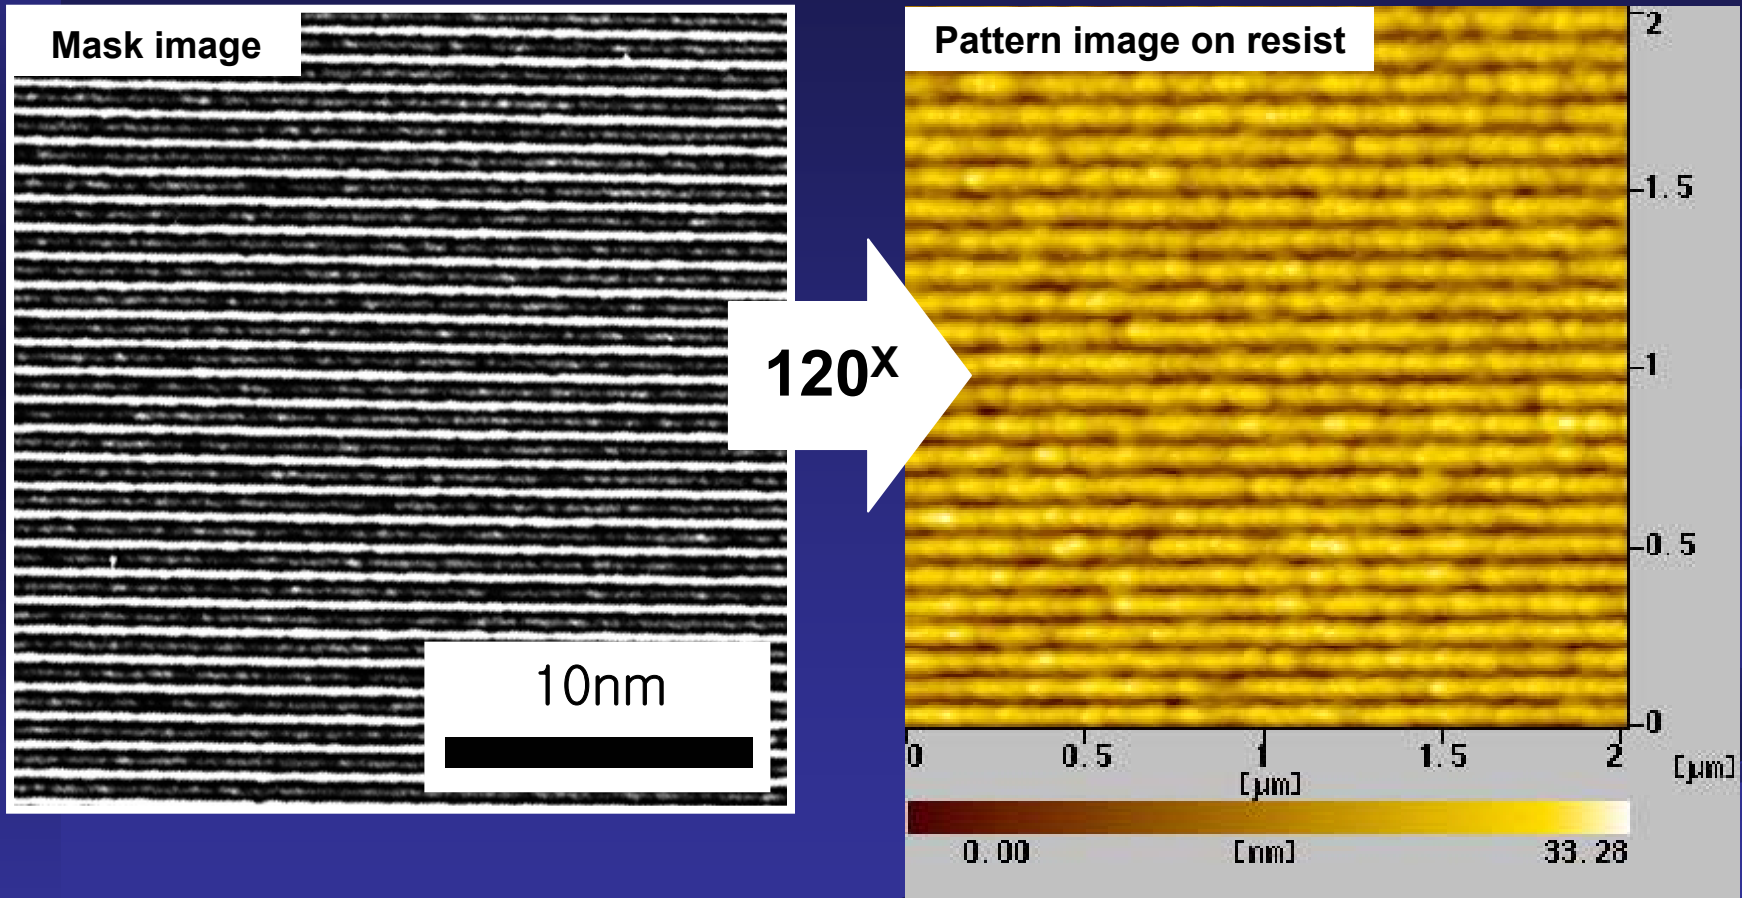 Mask image
10nm
120X
Pattern image on resist
2
1.5
1
0.5
0
0 0.5 1 1.5 2
[µm]
[µm]
0.00 [nm] 33.28